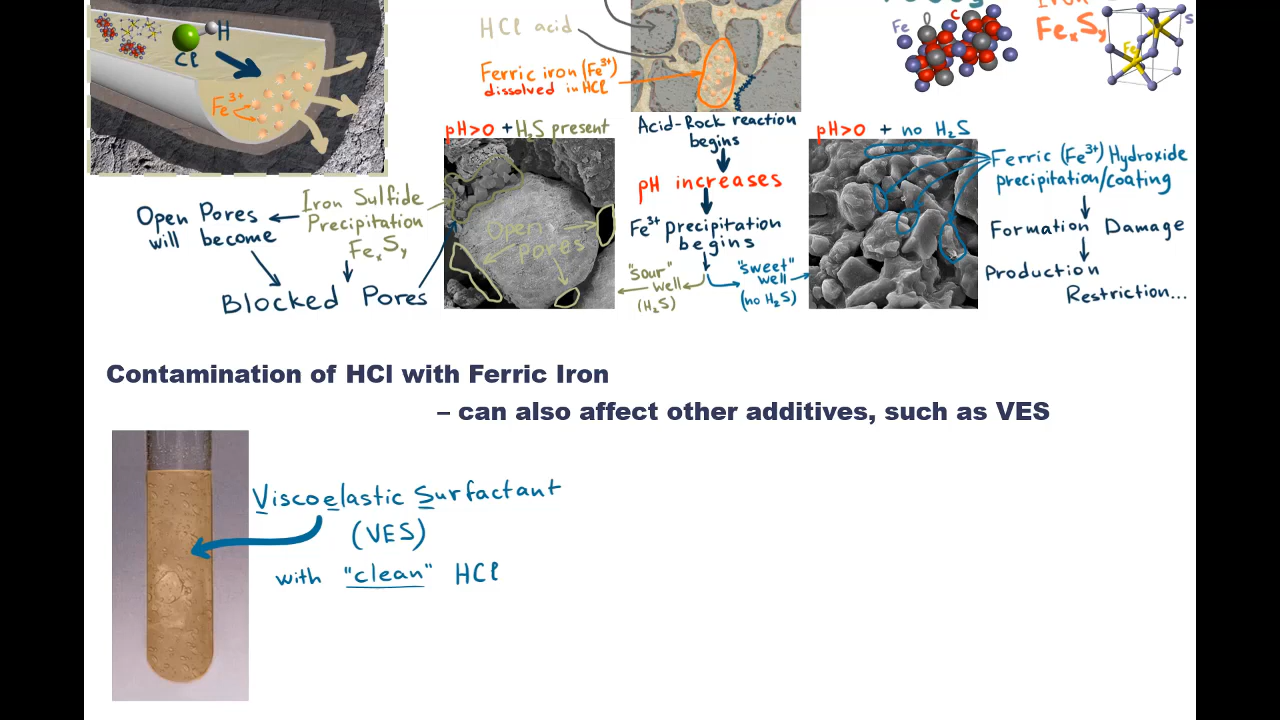 H
Cl
Fe³⁺
HCl acid
Ferric iron (Fe³⁺)
dissolved in HCl
Fe
C
FexSy
S
Fe
pH>0 + H₂S present
Acid-Rock reaction
begins
pH increases
Fe³⁺ precipitation
begins
"sour"
well
(H₂S)
"sweet"
well
(no H₂S)
pH>0 + no H₂S
Ferric (Fe³⁺) Hydroxide
precipitation/coating
Formation Damage
Production
Restriction...
Open Pores
Iron Sulfide
Precipitation
FexSy
Open Pores
will become
Blocked Pores
Contamination of HCl with Ferric Iron
– can also affect other additives, such as VES
Viscoelastic Surfactant
(VES)
with "clean" HCl